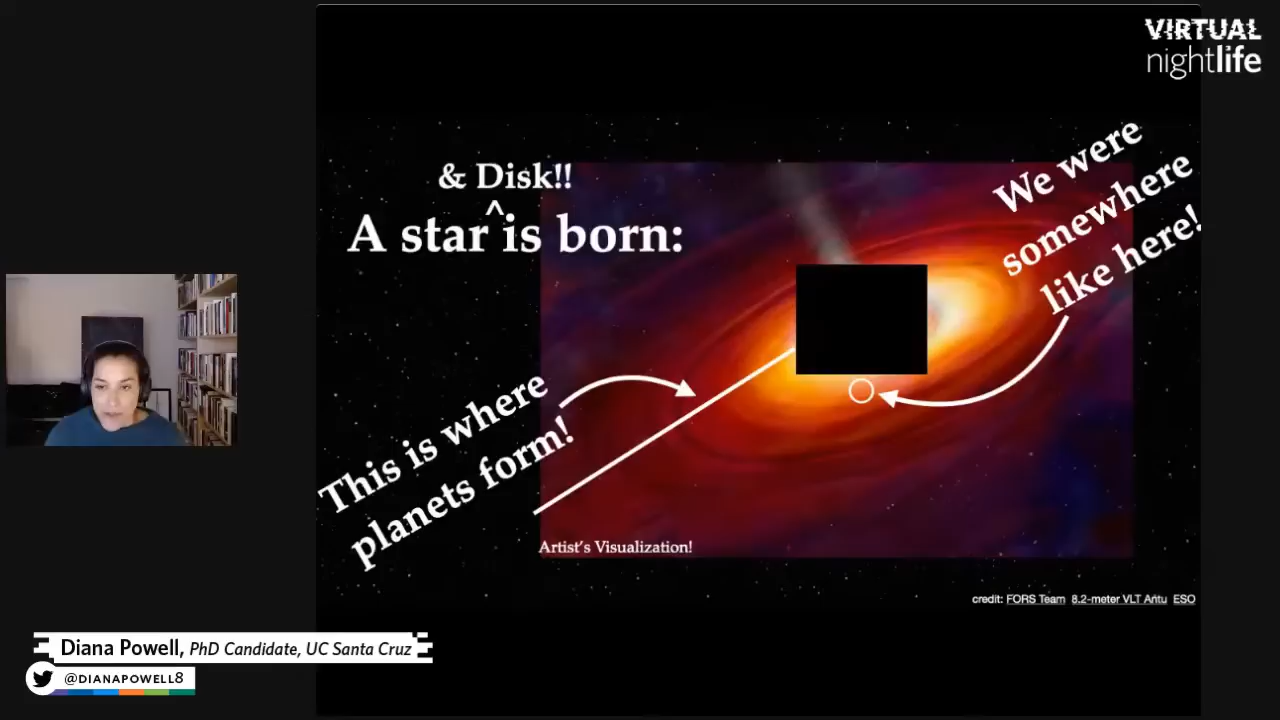 VIRTUAL
nightlife
& Disk!!
^
A star is born:
We were
somewhere
like here!
This is where
planets form!
Artist's Visualization!
credit: FORS Team 8.2-meter VLT Antu ESO
Diana Powell, PhD Candidate, UC Santa Cruz
@DIANAPOWELL8